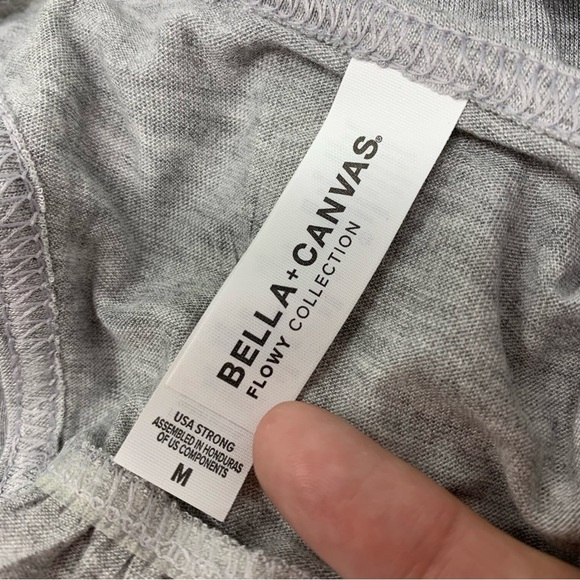 BELLA+CANVAS®
FLOWY COLLECTION
USA STRONG
ASSEMBLED IN HONDURAS
OF US COMPONENTS
M